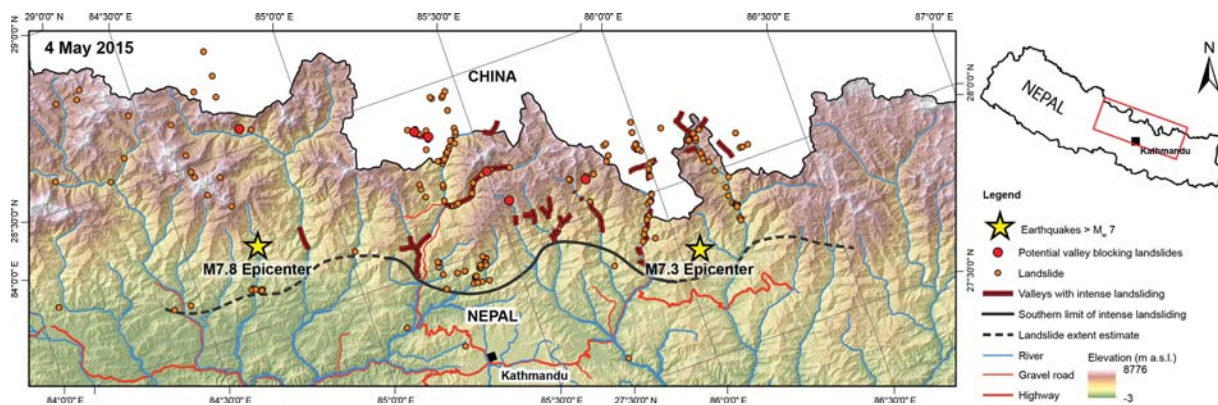 29°0'0" N 84°30'0" E 85°0'0" E 85°30'0" E 86°0'0" E 86°30'0" E 87°0'0" E
29°0'0" N
4 May 2015
CHINA
28°0'0" N
28°30'0" N
84°0'0" E
M7.8 Epicenter
M7.3 Epicenter
27°30'0" N
NEPAL
Kathmandu
84°0'0" E 84°30'0" E 85°0'0" E 85°30'0" E 27°30'0" N 86°0'0" E 86°30'0" E
N
NEPAL
Kathmandu
Legend
Earthquakes > Mw 7
Potential valley blocking landslides
Landslide
Valleys with intense landsliding
Southern limit of intense landsliding
Landslide extent estimate
River
Elevation (m a.s.l.)
Gravel road
8776
Highway
-3